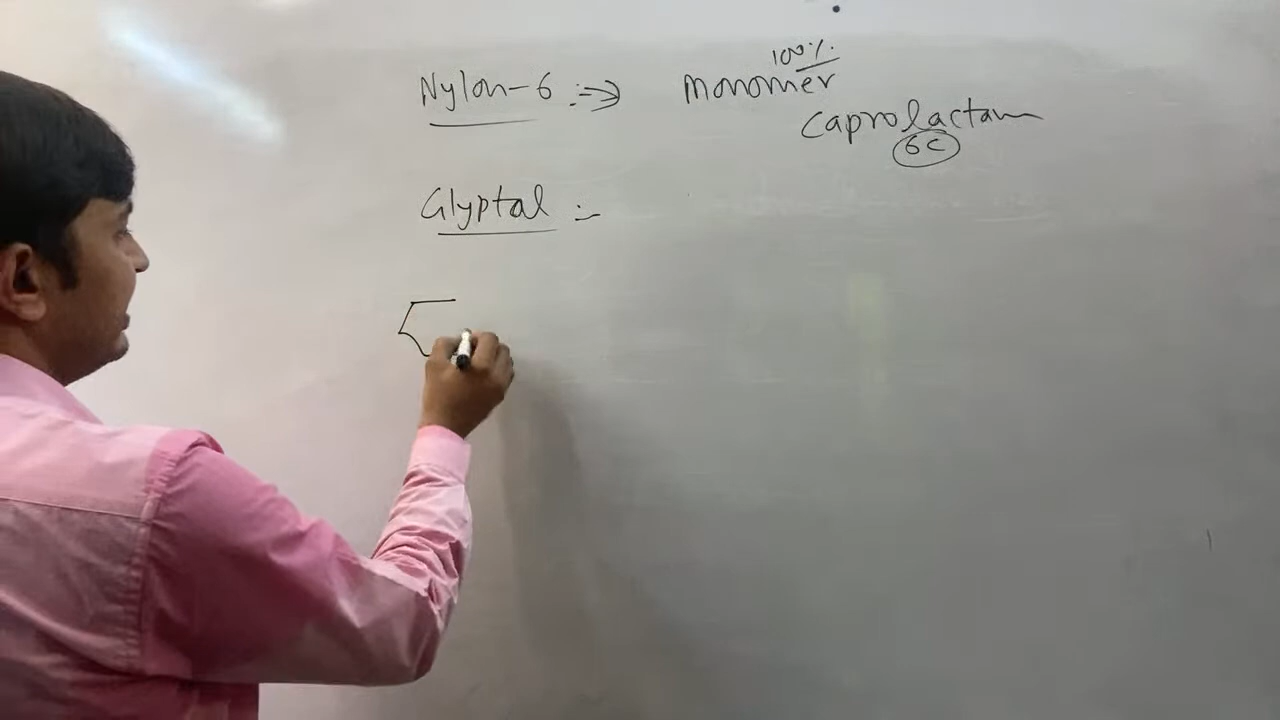 100%
Nylon-6 :⇒ monomer
caprolactam
6C
Glyptal :-